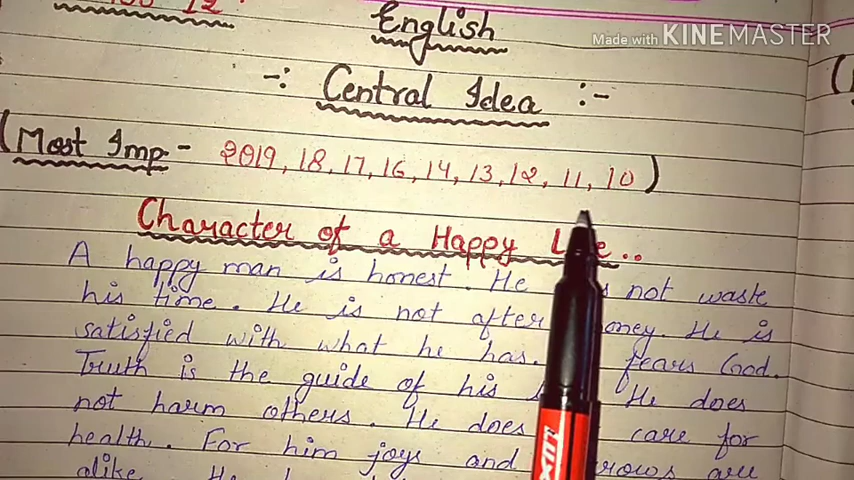 English
Made with KINEMASTER
-: Central Idea :-
(Most Imp - 2019, 18, 17, 16, 14, 13, 12, 11, 10)
Character of a Happy
A happy man is honest. He not waste
his time. He is not after He is
satisfied with what he has. fears God.
Truth is the guide of his He does
not harm others. He does care for
health. For him joys and are
alike. He
LUXOR